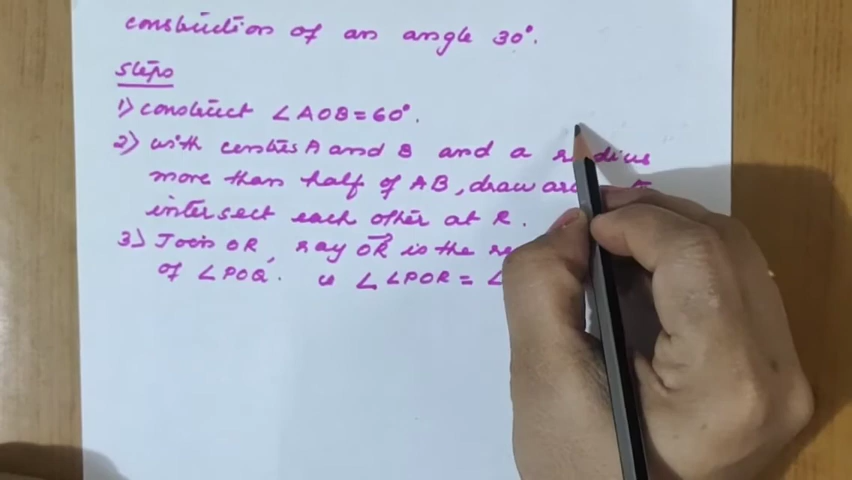 construction of an angle 30°.
Steps
1) construct ∠AOB = 60°.
2) with centres A and B and a radius
more than half of AB, draw
intersect each other at R.
3) Join OR, ray OR is the
of ∠POQ. ∠ ∠POR = ∠